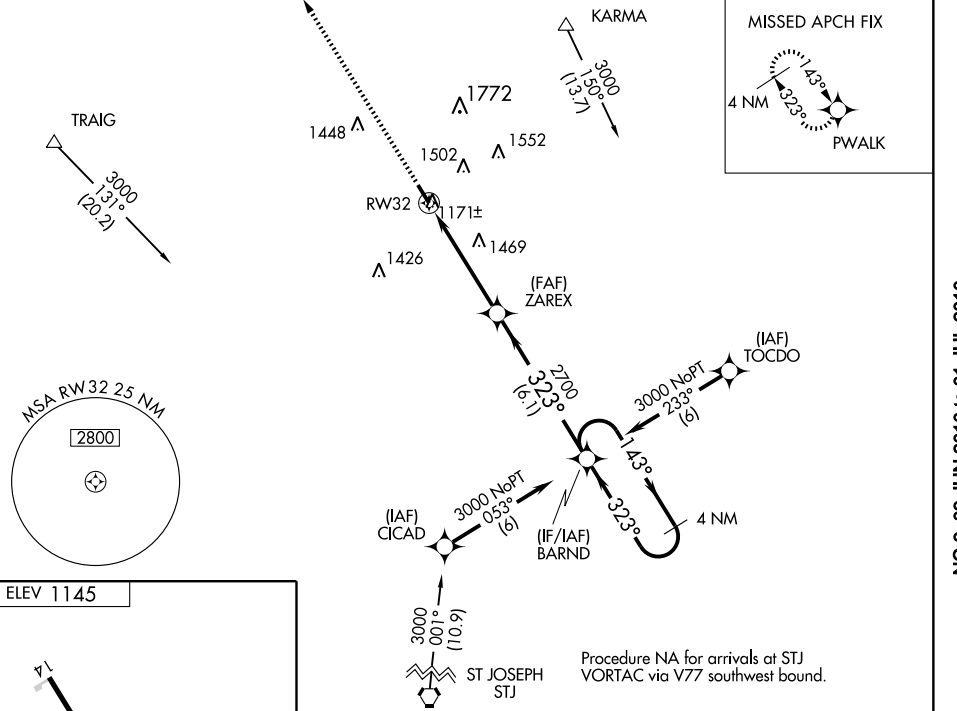 KARMA
3000
150°
(13.7)
MISSED APCH FIX
143°
323°
4 NM
PWALK
TRAIG
3000
131°
(20.2)
1772
1448
1552
1502
RW32
1171±
1469
1426
(FAF)
ZAREX
(IAF)
TOCDO
2700
323°
(6.1)
3000 NoPT
233°
(6)
MSA RW32 25 NM
2800
143°
323°
4 NM
3000 NoPT
053°
(6)
(IAF)
CICAD
(IF/IAF)
BARND
ELEV 1145
14
3000
001°
(10.9)
ST JOSEPH
STJ
Procedure NA for arrivals at STJ
VORTAC via V77 southwest bound.